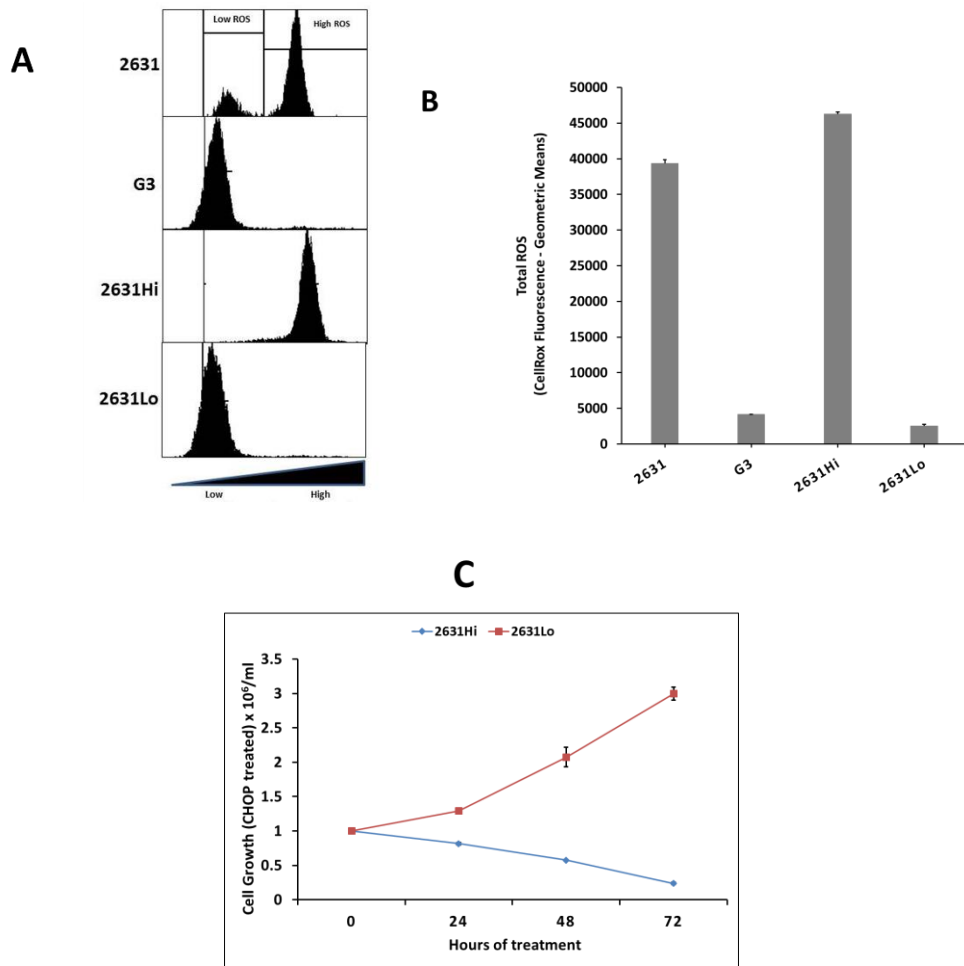 A
Low ROS
High ROS
2631
G3
2631Hi
2631Lo
Low
High
B
Total ROS
(CellRox Fluorescence - Geometric Means)
50000
45000
40000
35000
30000
25000
20000
15000
10000
5000
0
2631
G3
2631Hi
2631Lo
C
2631Hi
2631Lo
Cell Growth (CHOP treated) x 10⁶/ml
3.5
3
2.5
2
1.5
1
0.5
0
0
24
48
72
Hours of treatment